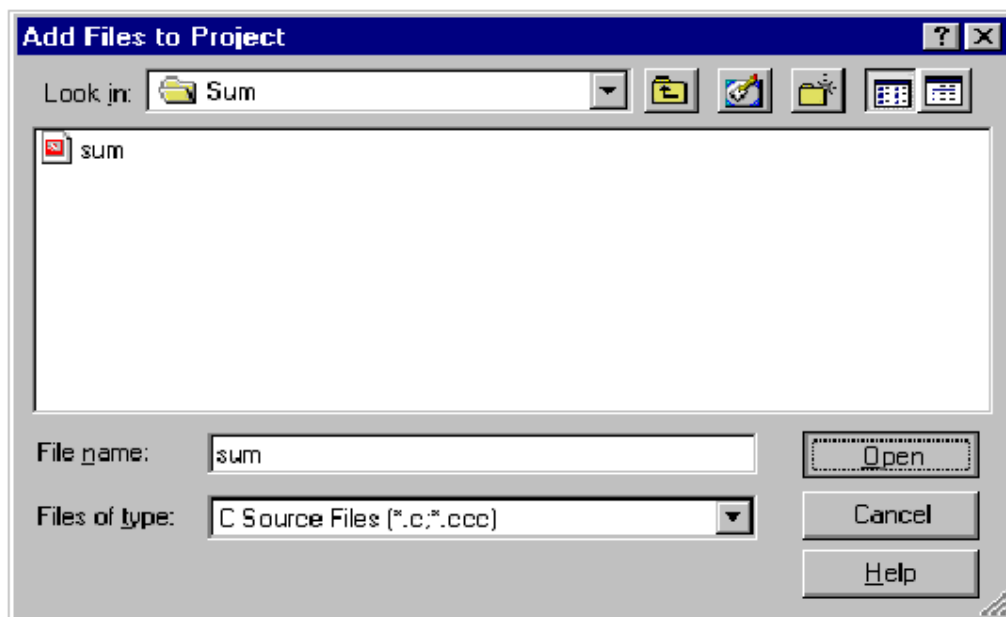 Add Files to Project
Look in: Sum
sum
File name: sum
Open
Files of type: C Source Files (*.c;*.ccc)
Cancel
Help